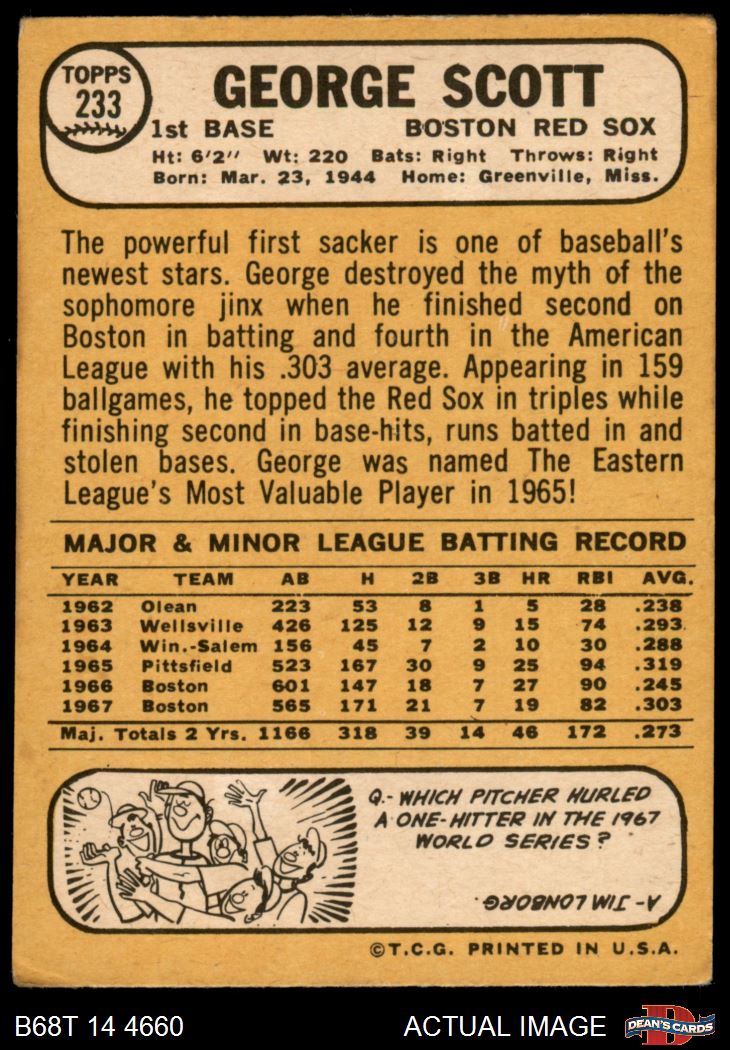 TOPPS
233
GEORGE SCOTT
1st BASE BOSTON RED SOX
Ht: 6'2" Wt: 220 Bats: Right Throws: Right
Born: Mar. 23, 1944 Home: Greenville, Miss.
The powerful first sacker is one of baseball's
newest stars. George destroyed the myth of the
sophomore jinx when he finished second on
Boston in batting and fourth in the American
League with his .303 average. Appearing in 159
ballgames, he topped the Red Sox in triples while
finishing second in base-hits, runs batted in and
stolen bases. George was named The Eastern
League's Most Valuable Player in 1965!
MAJOR & MINOR LEAGUE BATTING RECORD
YEAR TEAM AB H 2B 3B HR RBI AVG.
1962 Olean 223 53 8 1 5 28 .238
1963 Wellsville 426 125 12 9 15 74 .293
1964 Win.-Salem 156 45 7 2 10 30 .288
1965 Pittsfield 523 167 30 9 25 94 .319
1966 Boston 601 147 18 7 27 90 .245
1967 Boston 565 171 21 7 19 82 .303
Maj. Totals 2 Yrs. 1166 318 39 14 46 172 .273
Q.- WHICH PITCHER HURLED
A ONE-HITTER IN THE 1967
WORLD SERIES?
A- JIM LONBORG.
©T.C.G. PRINTED IN U.S.A.
B68T 14 4660 ACTUAL IMAGE
D
DEAN'S CARDS